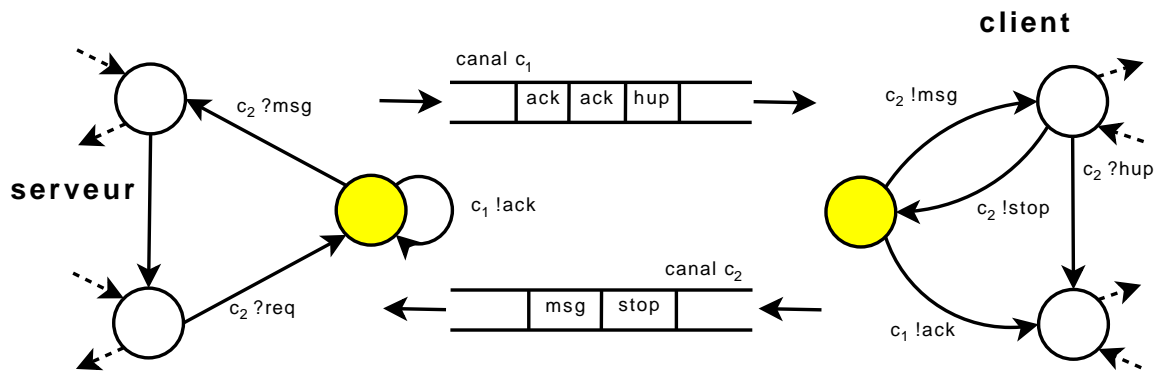 client
canal c₁
ack ack hup
c₂ ?msg
c₂ !msg
serveur
c₁ !ack
c₂ ?hup
c₂ !stop
canal c₂
msg stop
c₂ ?req
c₁ !ack